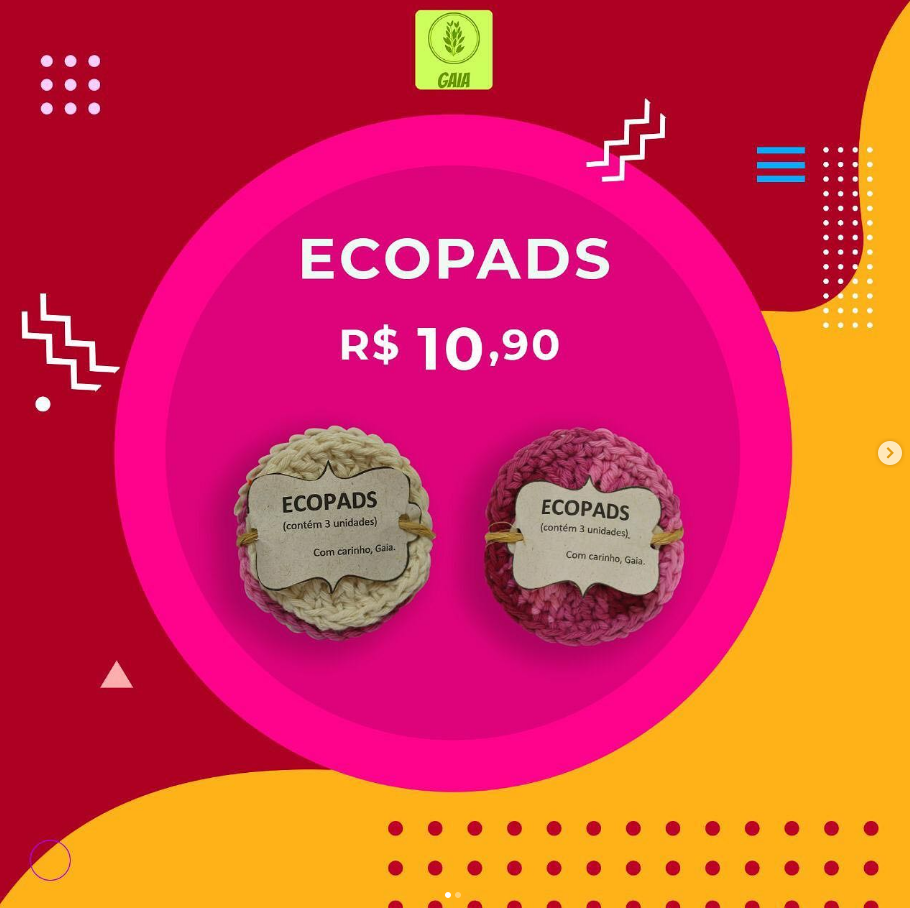 GAIA
ECOPADS
R$ 10,90
ECOPADS
(contém 3 unidades)
Com carinho, Gaia.
ECOPADS
(contém 3 unidades)
Com carinho, Gaia.